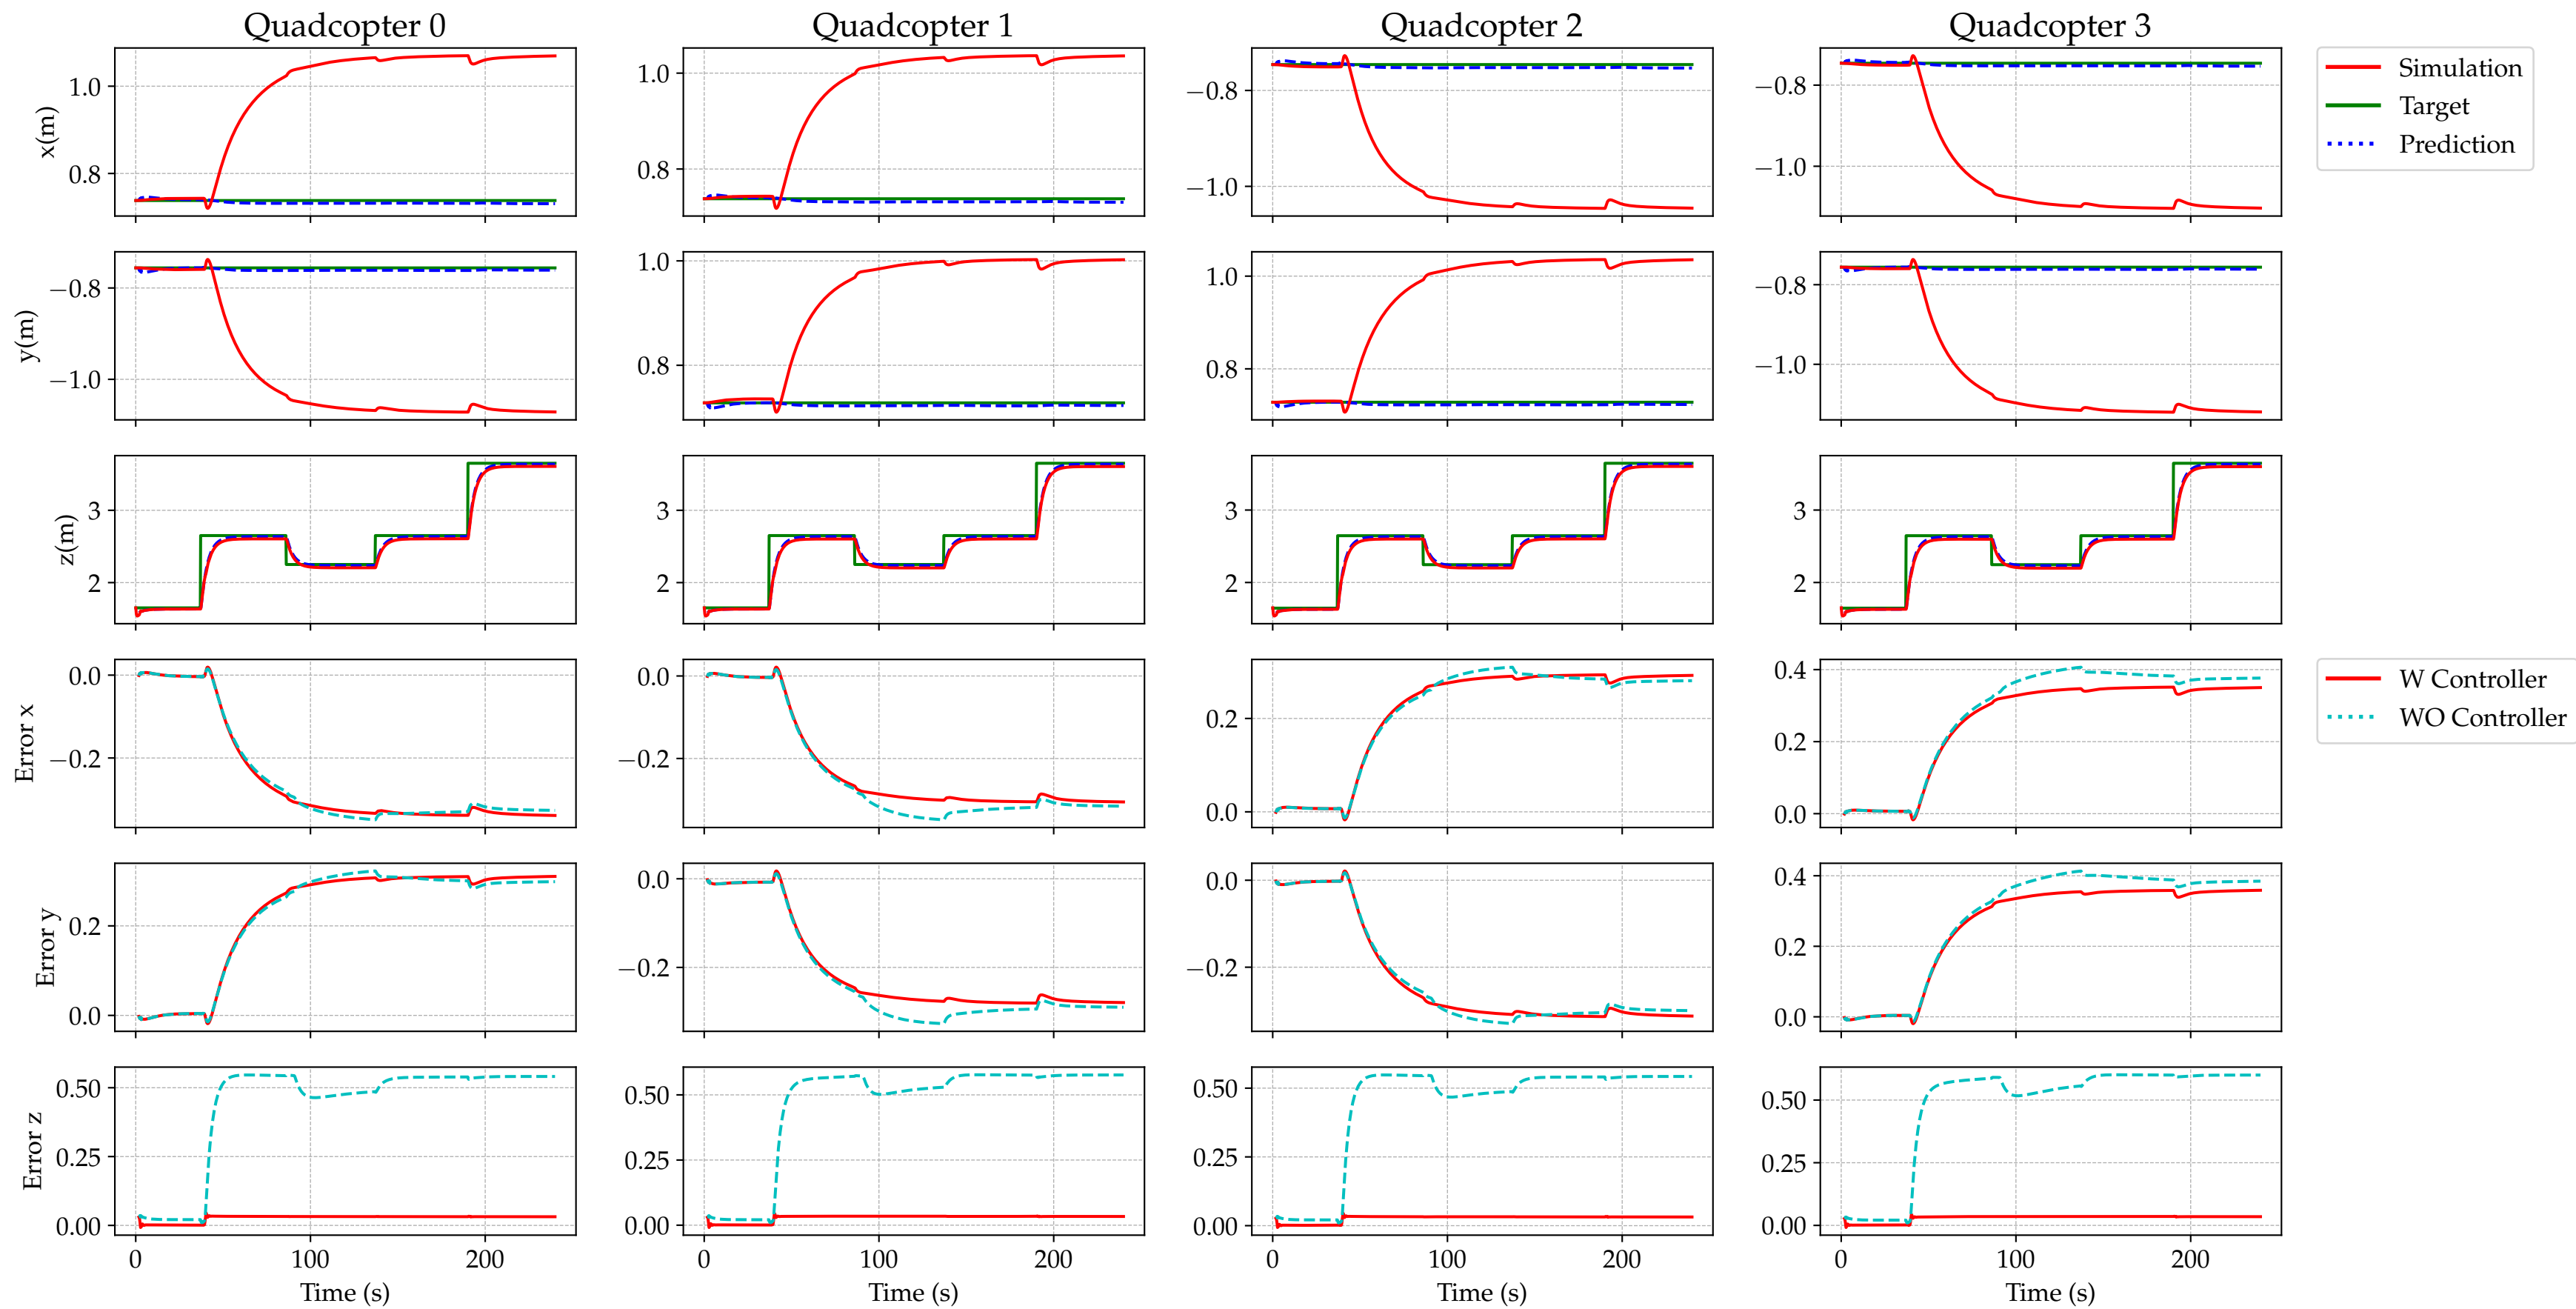 Quadcopter 0
Quadcopter 1
Quadcopter 2
Quadcopter 3
x(m)
1.0
0.8
1.0
0.8
−0.8
−1.0
−0.8
−1.0
Simulation
Target
Prediction
y(m)
−0.8
−1.0
1.0
0.8
1.0
0.8
−0.8
−1.0
z(m)
3
2
3
2
3
2
3
2
Error x
0.0
−0.2
0.0
−0.2
0.2
0.0
0.4
0.2
0.0
W Controller
WO Controller
Error y
0.2
0.0
0.0
−0.2
0.0
−0.2
0.4
0.2
0.0
Error z
0.50
0.25
0.00
0.50
0.25
0.00
0.50
0.25
0.00
0.50
0.25
0.00
0 100 200
0 100 200
0 100 200
0 100 200
Time (s)
Time (s)
Time (s)
Time (s)